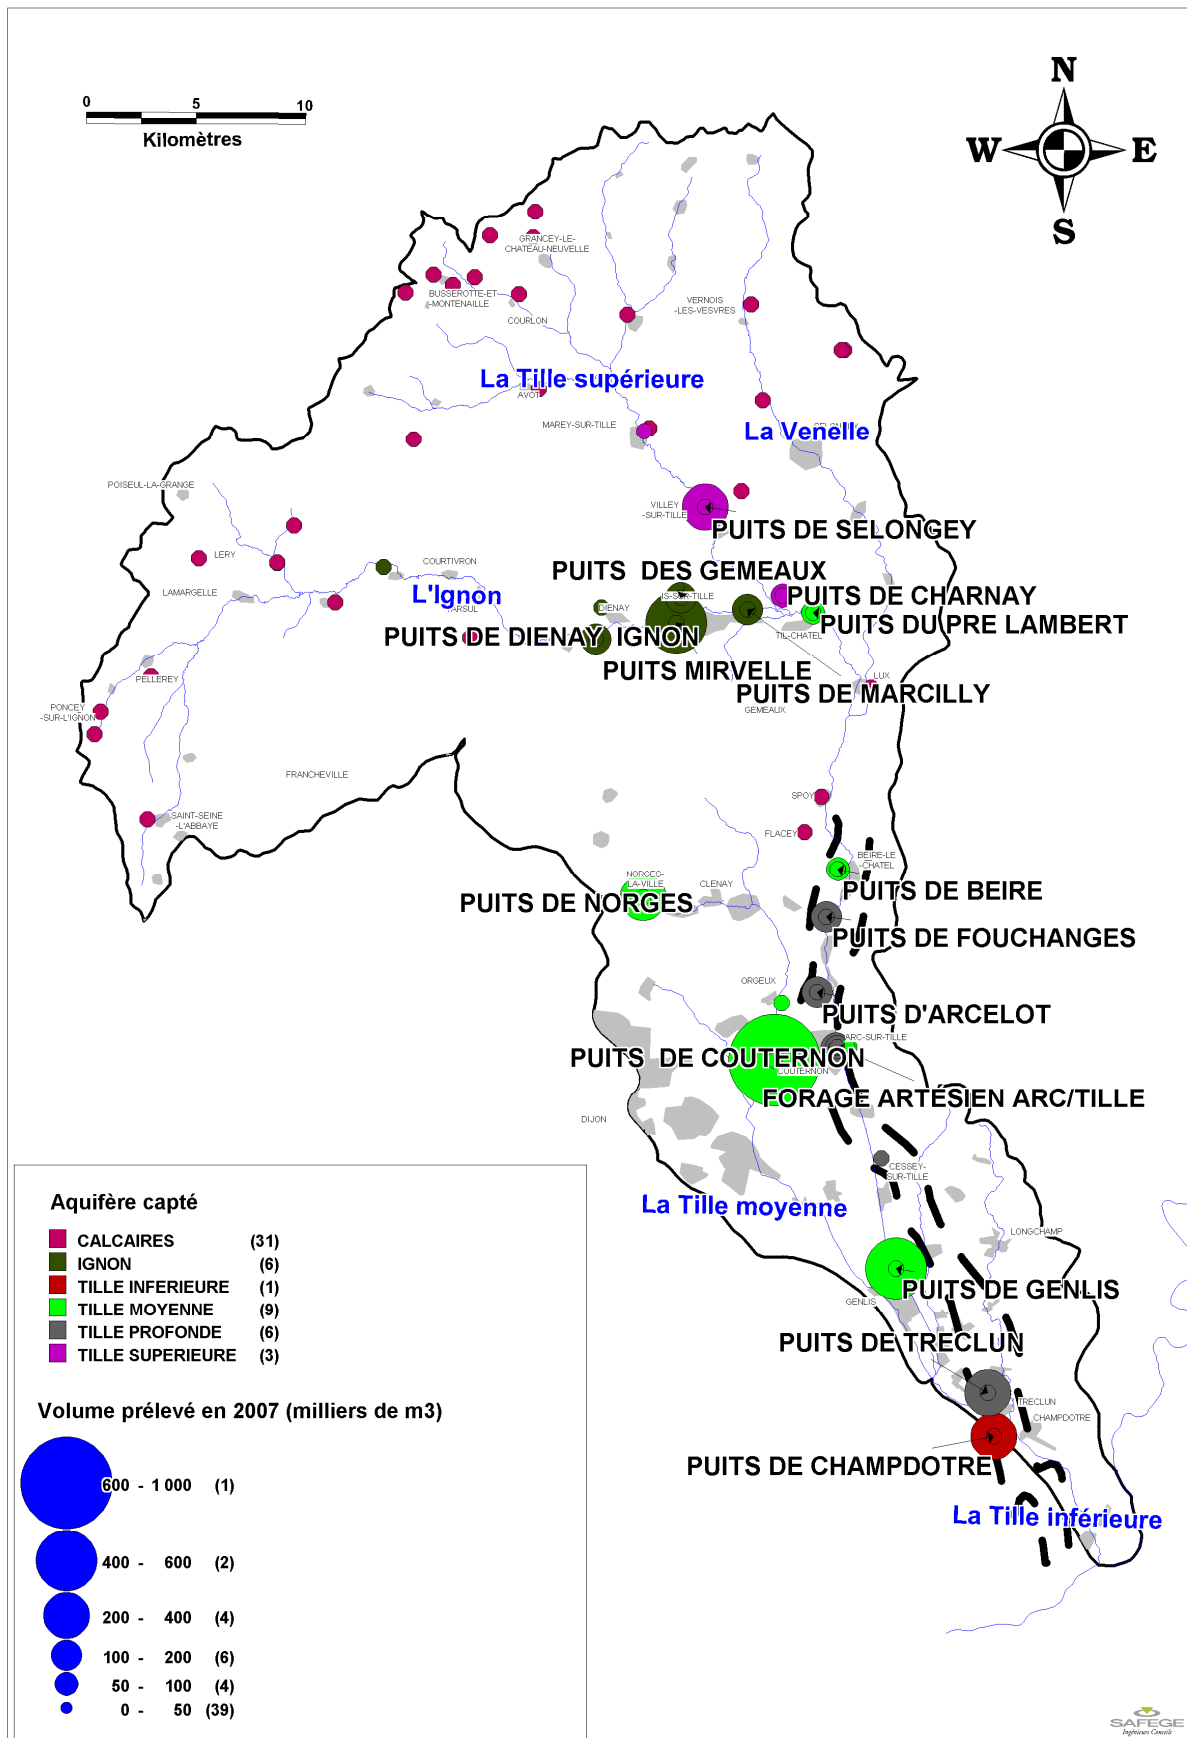 N
0 5 10
W E
Kilomètres
S
GRANCEY-LE-
CHATEAU-NEUVELLE
BUSSEROTTE-ET
-MONTENAILLE
VERNOIS
-LES-VESVRES
COURLON
La Tille supérieure
AVOT
MAREY-SUR-TILLE
La Venelle
POISEUL-LA-GRANGE
VILLEY
-SUR-TILLE
PUITS DE SELONGEY
LERY
COURTIVRON
PUITS DES GEMEAUX
LAMARGELLE
L'Ignon
IS-SUR-TILLE
PUITS DE CHARNAY
DIENAY
PUITS DU PRE LAMBERT
TARSUL
PUITS DE DIENAY IGNON
TIL-CHATEL
PUITS MIRVELLE
LUX
PELLEREY
PUITS DE MARCILLY
PONCEY
-SUR-L'IGNON
GEMEAUX
FRANCHEVILLE
SPOY
SAINT-SEINE
-L'ABBAYE
FLACEY
BEIRE-LE
-CHATEL
NORGES-
LA-VILLE
CLENAY
PUITS DE BEIRE
PUITS DE NORGES
PUITS DE FOUCHANGES
ORGEUX
PUITS D'ARCELOT
ARC-SUR-TILLE
PUITS DE COUTERNON
COUTERNON
FORAGE ARTÉSIEN ARC/TILLE
DIJON
CESSEY-
SUR-TILLE
La Tille moyenne
LONGCHAMP
PUITS DE GENLIS
GENLIS
PUITS DE TRECLUN
TRECLUN
CHAMPDOTRE
PUITS DE CHAMPDOTRE
La Tille inférieure
Aquifère capté
CALCAIRES (31)
IGNON (6)
TILLE INFERIEURE (1)
TILLE MOYENNE (9)
TILLE PROFONDE (6)
TILLE SUPERIEURE (3)
Volume prélevé en 2007 (milliers de m3)
600 - 1 000 (1)
400 - 600 (2)
200 - 400 (4)
100 - 200 (6)
50 - 100 (4)
0 - 50 (39)
SAFEGE
Ingénieurs Conseils